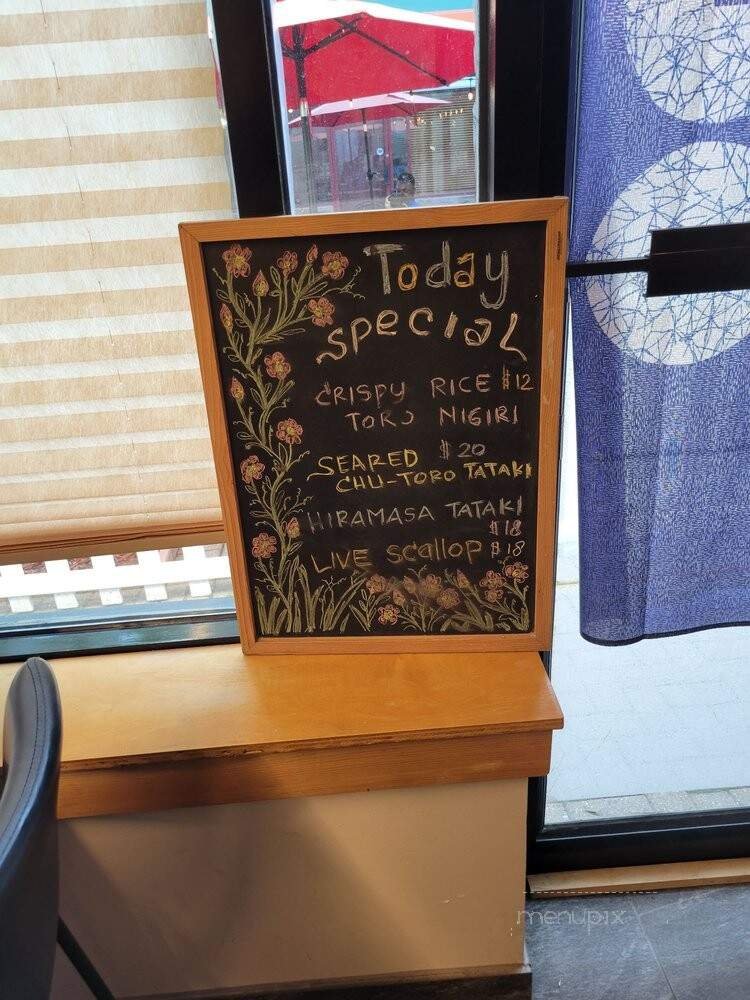 Today
special
CRISPY RICE $12
TORO NIGIRI
$20
SEARED
CHU-TORO TATAKI
HIRAMASA TATAKI
$18
LIVE Scallop $18
menupix